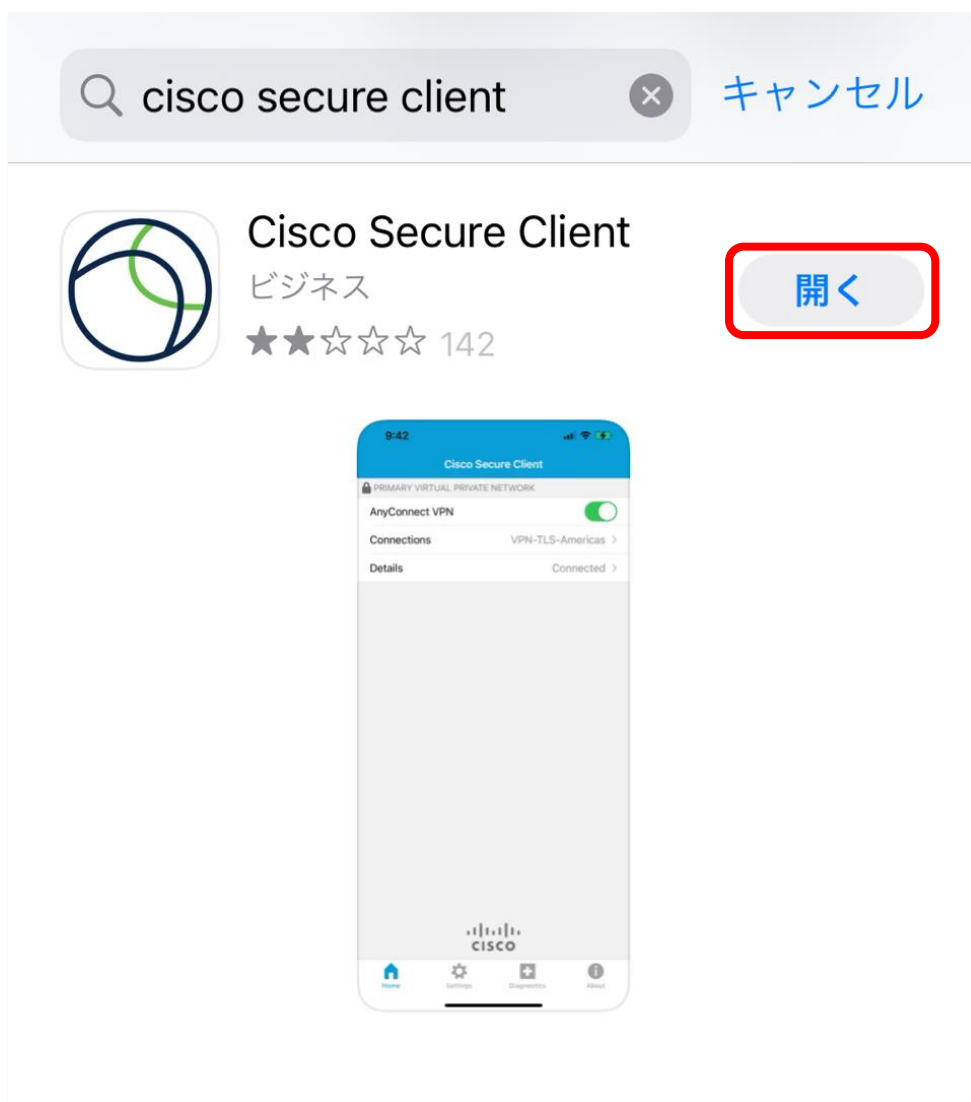 cisco secure client
キャンセル
Cisco Secure Client
ビジネス
開く
142
9:42
Cisco Secure Client
PRIMARY VIRTUAL PRIVATE NETWORK
AnyConnect VPN
Connections VPN-TLS-Americas
Details Connected
CISCO
Home Settings Diagnostics About